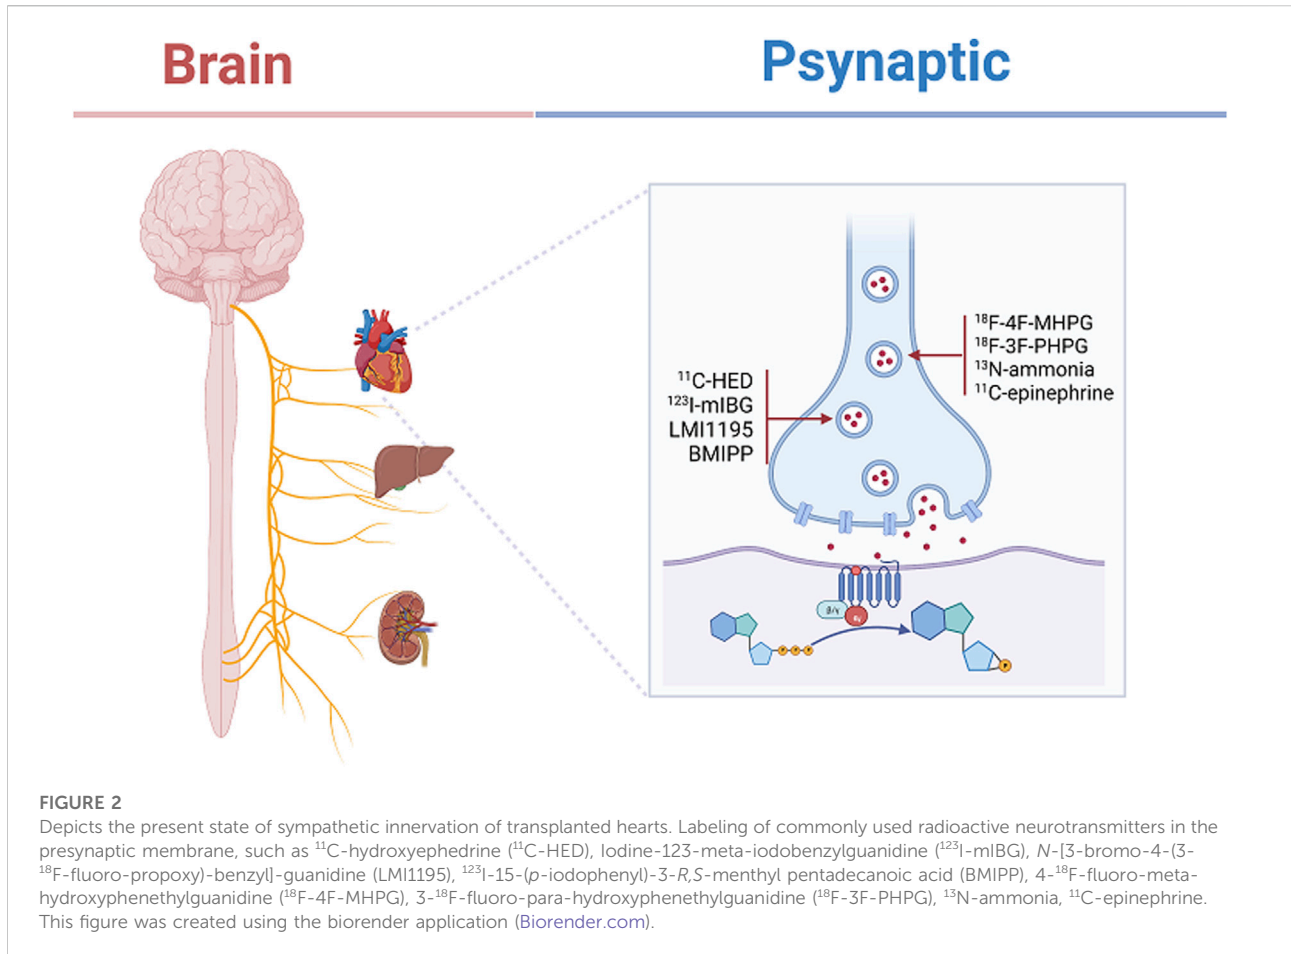 Brain
Psynaptic
¹⁸F-4F-MHPG
¹⁸F-3F-PHPG
¹³N-ammonia
¹¹C-epinephrine
¹¹C-HED
¹²³I-mIBG
LMI1195
BMIPP
β/γ
P P P
P
FIGURE 2
Depicts the present state of sympathetic innervation of transplanted hearts. Labeling of commonly used radioactive neurotransmitters in the
presynaptic membrane, such as ¹¹C-hydroxyephedrine (¹¹C-HED), Iodine-123-meta-iodobenzylguanidine (¹²³I-mIBG), N-[3-bromo-4-(3-
¹⁸F-fluoro-propoxy)-benzyl]-guanidine (LMI1195), ¹²³I-15-(p-iodophenyl)-3-R,S-menthyl pentadecanoic acid (BMIPP), 4-¹⁸F-fluoro-meta-
hydroxyphenethylguanidine (¹⁸F-4F-MHPG), 3-¹⁸F-fluoro-para-hydroxyphenethylguanidine (¹⁸F-3F-PHPG), ¹³N-ammonia, ¹¹C-epinephrine.
This figure was created using the biorender application (Biorender.com).